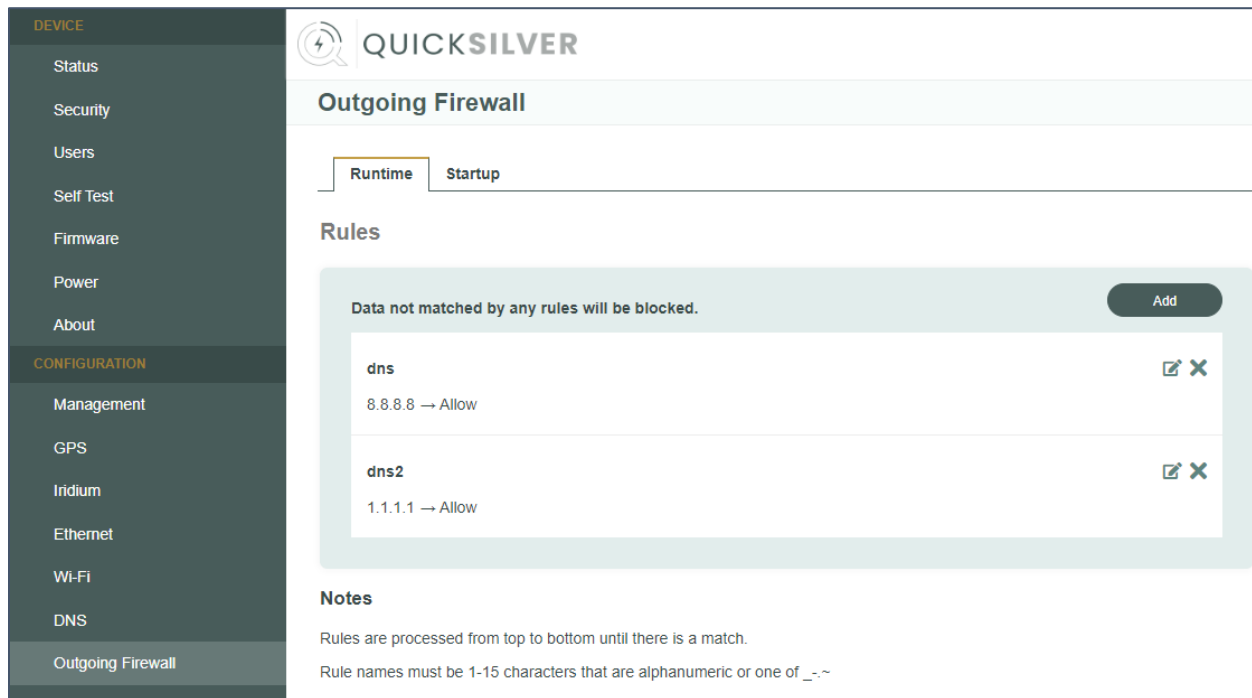 DEVICE
Status
Security
Users
Self Test
Firmware
Power
About
CONFIGURATION
Management
GPS
Iridium
Ethernet
Wi-Fi
DNS
Outgoing Firewall
QUICKSILVER
Outgoing Firewall
Runtime Startup
Rules
Data not matched by any rules will be blocked. Add
dns
8.8.8.8 → Allow
dns2
1.1.1.1 → Allow
Notes
Rules are processed from top to bottom until there is a match.
Rule names must be 1-15 characters that are alphanumeric or one of _-.~